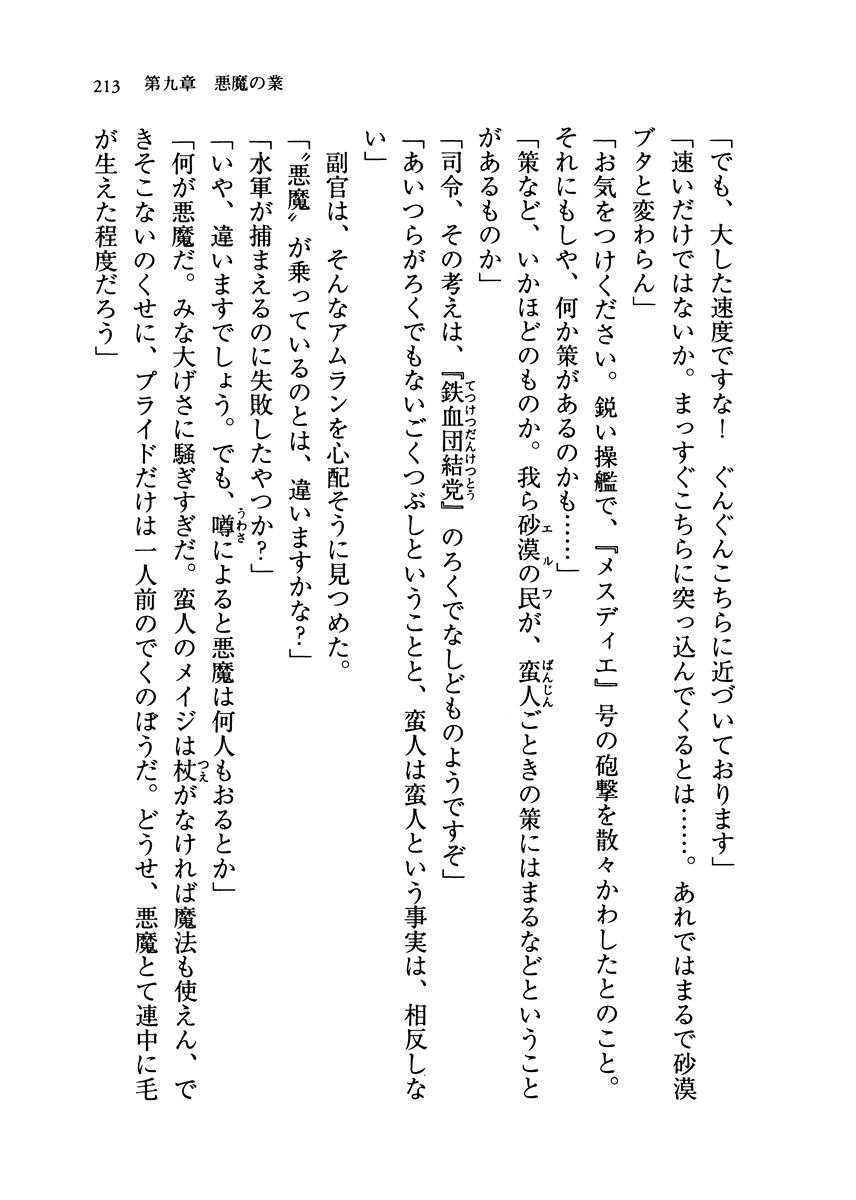 213 第九章 悪魔の業
「でも、大した速度ですな! ぐんぐんこちらに近づいております」
「速いだけではないか。まっすぐこちらに突っ込んでくるとは……。あれではまるで砂漠
ブタと変わらん」
「お気をつけください。鋭い操艦で、『メスディエ』号の砲撃を散々かわしたとのこと。
それにもしや、何か策があるのかも……」
「策など、いかほどのものか。我ら砂漠の民が、蛮人ごときの策にはまるなどということ
があるものか」
「司令、その考えは、『鉄血団結党』のろくでなしどものようですぞ」
「あいつらがろくでもないごくつぶしということと、蛮人は蛮人という事実は、相反しな
い」
副官は、そんなアムランを心配そうに見つめた。
「〝悪魔〟が乗っているのとは、違いますかな?」
「水軍が捕まえるのに失敗したやつか?」
「いや、違いますでしょう。でも、噂によると悪魔は何人もおるとか」
「何が悪魔だ。みな大げさに騒ぎすぎだ。蛮人のメイジは杖がなければ魔法も使えん、で
きそこないのくせに、プライドだけは一人前のでくのぼうだ。どうせ、悪魔とて連中に毛
が生えた程度だろう」